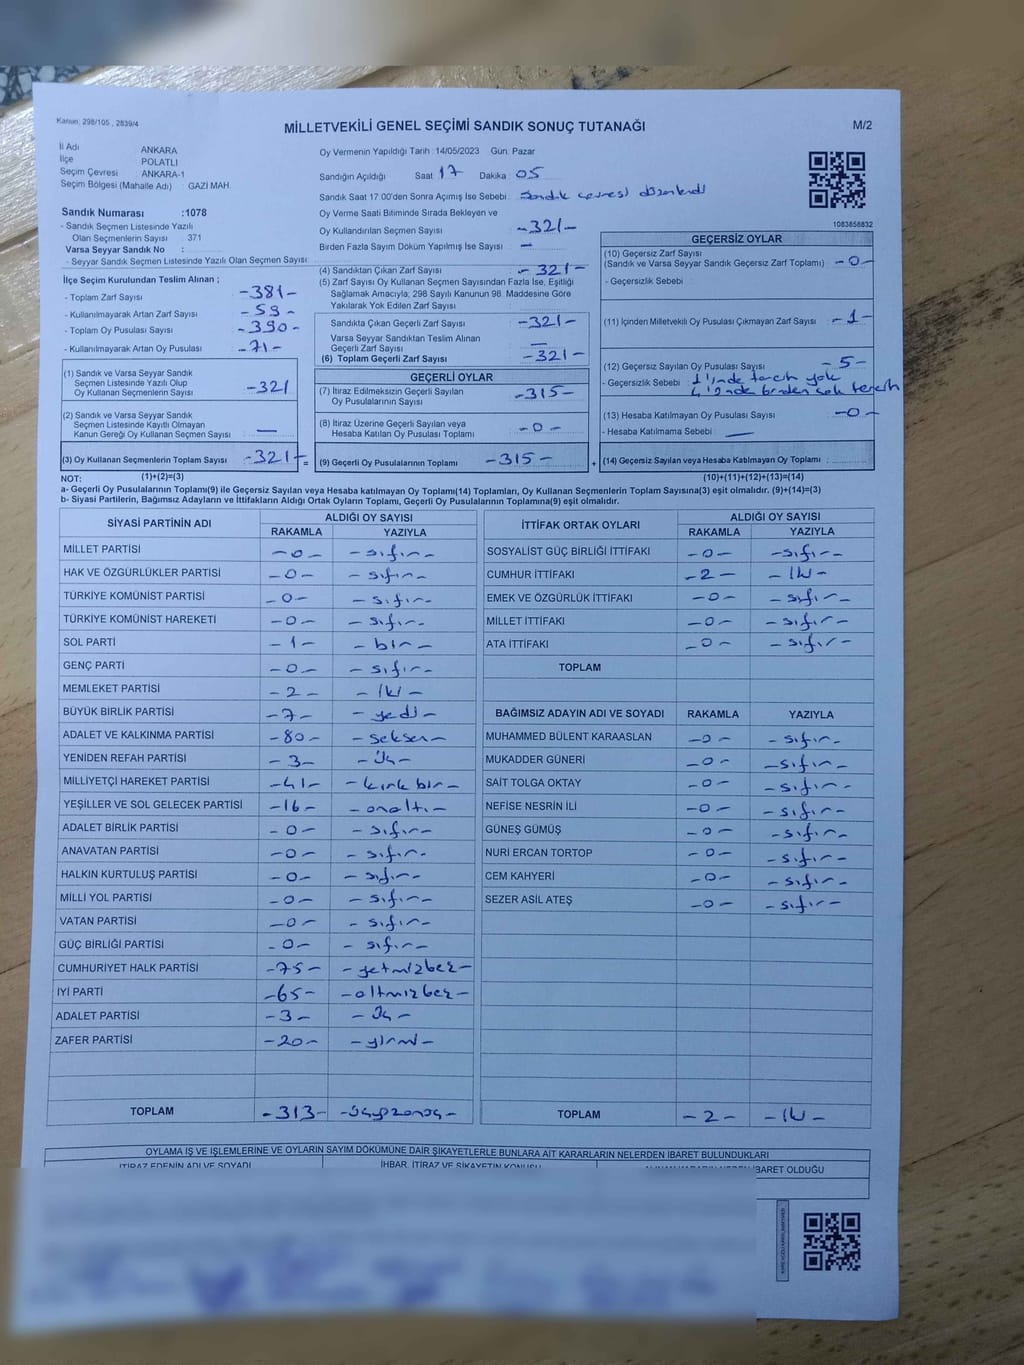 Kanun: 298/105 , 2839/4
MİLLETVEKİLİ GENEL SEÇİMİ SANDIK SONUÇ TUTANAĞI
M/2
İl Adı ANKARA
İlçe POLATLI
Seçim Çevresi : ANKARA-1
Seçim Bölgesi (Mahalle Adı) : GAZİ MAH.
Sandık Numarası :1078
- Sandık Seçmen Listesinde Yazılı
Olan Seçmenlerin Sayısı : 371
Varsa Seyyar Sandık No :
- Seyyar Sandık Seçmen Listesinde Yazılı Olan Seçmen Sayısı:
Oy Vermenin Yapıldığı Tarih :14/05/2023 Gün: Pazar
Sandığın Açıldığı Saat 17 Dakika 05
Sandık Saat 17.00'den Sonra Açımış İse Sebebi: Sandık çevresi düzenlendi
Oy Verme Saati Bitiminde Sırada Bekleyen ve
Oy Kullandırılan Seçmen Sayısı -321-
Birden Fazla Sayım Döküm Yapılmış İse Sayısı : -
1083858832
İlçe Seçim Kurulundan Teslim Alınan ;
- Toplam Zarf Sayısı -381-
- Kullanılmayarak Artan Zarf Sayısı -59-
- Toplam Oy Pusulası Sayısı -390-
- Kullanılmayarak Artan Oy Pusulası : -71-
(1) Sandık ve Varsa Seyyar Sandık
Seçmen Listesinde Yazılı Olup
Oy Kullanan Seçmenlerin Sayısı : -321
(2) Sandık ve Varsa Seyyar Sandık
Seçmen Listesinde Kayıtlı Olmayan
Kanun Gereği Oy Kullanan Seçmen Sayısı : —
(3) Oy Kullanan Seçmenlerin Toplam Sayısı : -321-
(1)+(2)=(3)
(4) Sandıktan Çıkan Zarf Sayısı - 321-
(5) Zarf Sayısı Oy Kullanan Seçmen Sayısından Fazla İse, Eşitliği
Sağlamak Amacıyla; 298 Sayılı Kanunun 98. Maddesine Göre
Yakılarak Yok Edilen Zarf Sayısı :
Sandıkta Çıkan Geçerli Zarf Sayısı -321-
Varsa Seyyar Sandıktan Teslim Alınan
Geçerli Zarf Sayısı : —
(6) Toplam Geçerli Zarf Sayısı : -321-
GEÇERLİ OYLAR
(7) İtiraz Edilmeksizin Geçerli Sayılan
Oy Pusulalarının Sayısı -315-
(8) İtiraz Üzerine Geçerli Sayılan veya
Hesaba Katılan Oy Pusulası Toplamı : -0-
= (9) Geçerli Oy Pusulalarının Toplamı -315-
GEÇERSİZ OYLAR
(10) Geçersiz Zarf Sayısı
(Sandık ve Varsa Seyyar Sandık Geçersiz Zarf Toplamı) : -0-
- Geçersizlik Sebebi :
(11) İçinden Milletvekili Oy Pusulası Çıkmayan Zarf Sayısı : -1-
(12) Geçersiz Sayılan Oy Pusulası Sayısı : - 5-
- Geçersizlik Sebebi : 1'inde tercih yok
4'ünde birden çok tercih
(13) Hesaba Katılmayan Oy Pusulası Sayısı : -0-
- Hesaba Katılmama Sebebi : —
+ (14) Geçersiz Sayılan veya Hesaba Katılmayan Oy Toplamı :
(10)+(11)+(12)+(13)=(14)
NOT:
a- Geçerli Oy Pusulasının Toplamı(9) ile Geçersiz Sayılan veya Hesaba katılmayan Oy Toplamı(14) Toplamları, Oy Kullanan Seçmenlerin Toplam Sayısına(3) eşit olmalıdır. (9)+(14)=(3)
b- Siyasi Partilerin, Bağımsız Adayların ve İttifakların Aldığı Ortak Oyların Toplamı, Geçerli Oy Pusulalarının Toplamına(9) eşit olmalıdır.
SİYASİ PARTİNİN ADI ALDIĞI OY SAYISI
RAKAMLA YAZIYLA
MİLLET PARTİSİ -0- -sıfır-
HAK VE ÖZGÜRLÜKLER PARTİSİ -0- -sıfır-
TÜRKİYE KOMÜNİST PARTİSİ -0- -sıfır-
TÜRKİYE KOMÜNİST HAREKETİ -0- -sıfır-
SOL PARTİ -1- -bir-
GENÇ PARTİ -0- -sıfır-
MEMLEKET PARTİSİ -2- -iki-
BÜYÜK BİRLİK PARTİSİ -7- -yedi-
ADALET VE KALKINMA PARTİSİ -80- -seksen-
YENİDEN REFAH PARTİSİ -3- -üç-
MİLLİYETÇİ HAREKET PARTİSİ -41- -kırk bir-
YEŞİLLER VE SOL GELECEK PARTİSİ -16- -onaltı-
ADALET BİRLİK PARTİSİ -0- -sıfır-
ANAVATAN PARTİSİ -0- -sıfır-
HALKIN KURTULUŞ PARTİSİ -0- -sıfır-
MİLLİ YOL PARTİSİ -0- -sıfır-
VATAN PARTİSİ -0- -sıfır-
GÜÇ BİRLİĞİ PARTİSİ -0- -sıfır-
CUMHURİYET HALK PARTİSİ -75- -yetmişbeş-
İYİ PARTİ -65- -altmışbeş-
ADALET PARTİSİ -3- -üç-
ZAFER PARTİSİ -20- -yirmi-
TOPLAM -313- -üçyüzonüç-
İTTİFAK ORTAK OYLARI ALDIĞI OY SAYISI
RAKAMLA YAZIYLA
SOSYALİST GÜÇ BİRLİĞİ İTTİFAKI -0- -sıfır-
CUMHUR İTTİFAKI -2- -iki-
EMEK VE ÖZGÜRLÜK İTTİFAKI -0- -sıfır-
MİLLET İTTİFAKI -0- -sıfır-
ATA İTTİFAKI -0- -sıfır-
TOPLAM
BAĞIMSIZ ADAYIN ADI VE SOYADI RAKAMLA YAZIYLA
MUHAMMED BÜLENT KARAASLAN -0- -sıfır-
MUKADDER GÜNERİ -0- -sıfır-
SAİT TOLGA OKTAY -0- -sıfır-
NEFİSE NESRİN İLİ -0- -sıfır-
GÜNEŞ GÜMÜŞ -0- -sıfır-
NURİ ERCAN TORTOP -0- -sıfır-
CEM KAHYERİ -0- -sıfır-
SEZER ASİL ATEŞ -0- -sıfır-
TOPLAM -2- -iki-
OYLAMA İŞ VE İŞLEMLERİNE VE OYLARIN SAYIM DÖKÜMÜNE DAİR ŞİKAYETLERLE BUNLARA AİT KARARLARIN NELERDEN İBARET BULUNDUKLARI
İTİRAZ EDENİN ADI VE SOYADI İHBAR, İTİRAZ VE ŞİKAYETİN KONUSU İBARET OLDUĞU